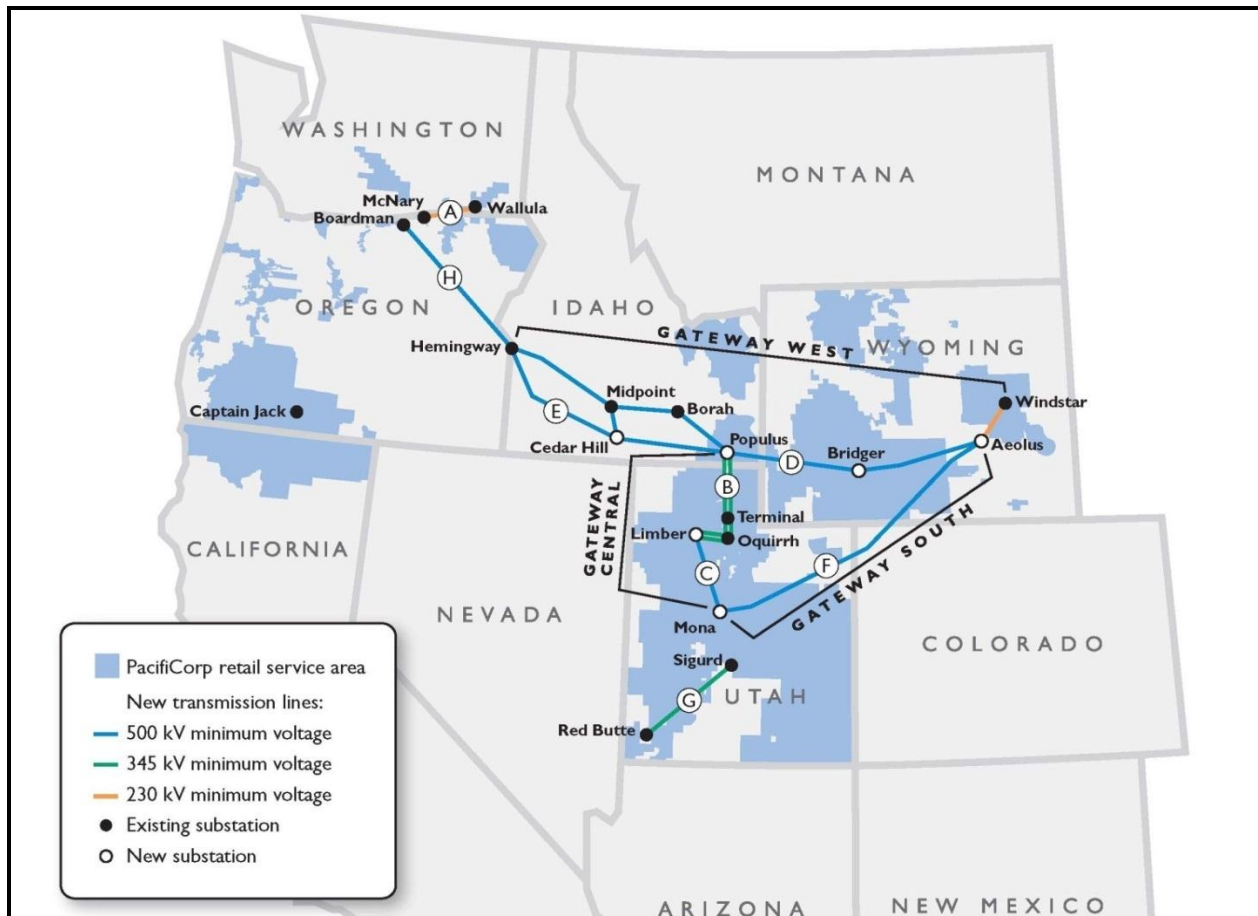 WASHINGTON
MONTANA
McNary
A
Wallula
Boardman
H
OREGON
IDAHO
GATEWAY WEST
WYOMING
Hemingway
Midpoint
Borah
Windstar
Captain Jack
E
Cedar Hill
Populus
D
Bridger
Aeolus
B
GATEWAY
CENTRAL
Terminal
Limber
Oquirrh
GATEWAY SOUTH
CALIFORNIA
C
F
NEVADA
Mona
COLORADO
Sigurd
G
UTAH
Red Butte
PacifiCorp retail service area
New transmission lines:
500 kV minimum voltage
345 kV minimum voltage
230 kV minimum voltage
Existing substation
New substation
ARIZONA
NEW MEXICO